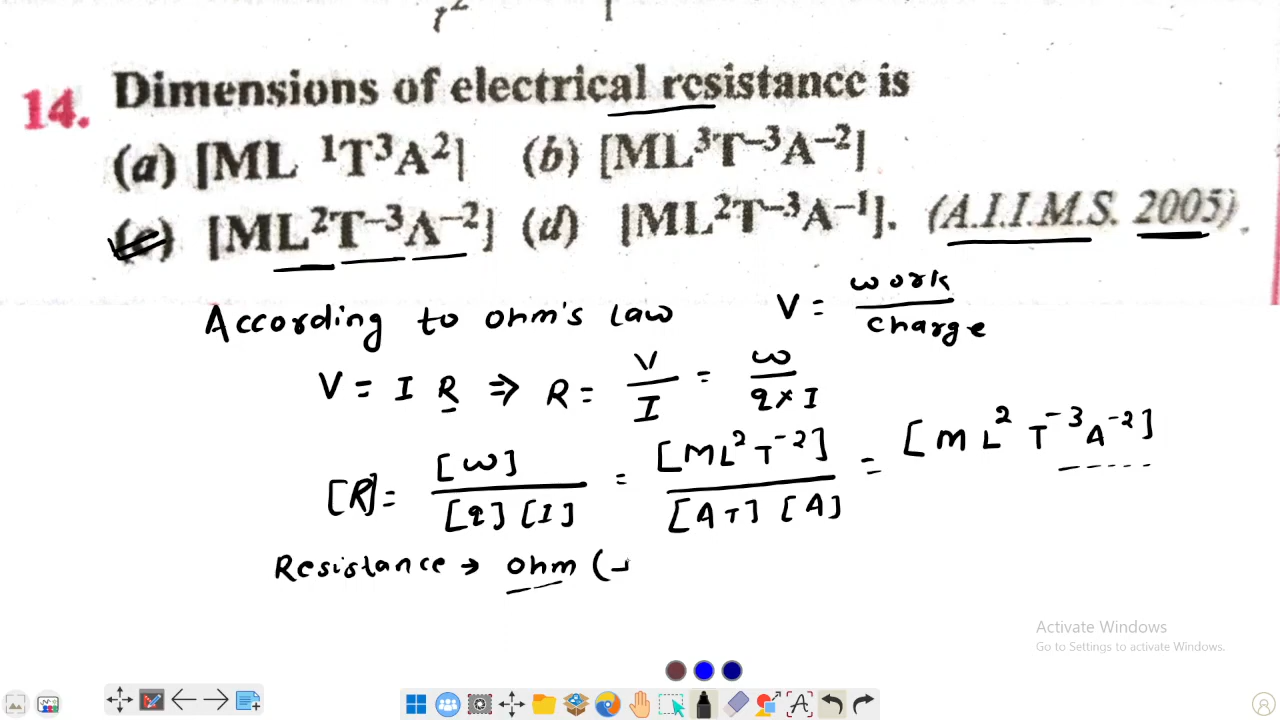 14. Dimensions of electrical resistance is
(a) [ML ¹T³A²] (b) [ML³T⁻³A⁻²]
(c) [ML²T⁻³A⁻²] (d) [ML²T⁻³A⁻¹]. (A.I.I.M.S. 2005).
According to ohm's law V = work/charge
V = I R ⇒ R = V/I = W/(q × I)
[R] = [W]/([q] [I]) = [ML²T⁻²]/([AT] [A]) = [M L² T⁻³ A⁻²]
Resistance → ohm (
Activate Windows
Go to Settings to activate Windows.